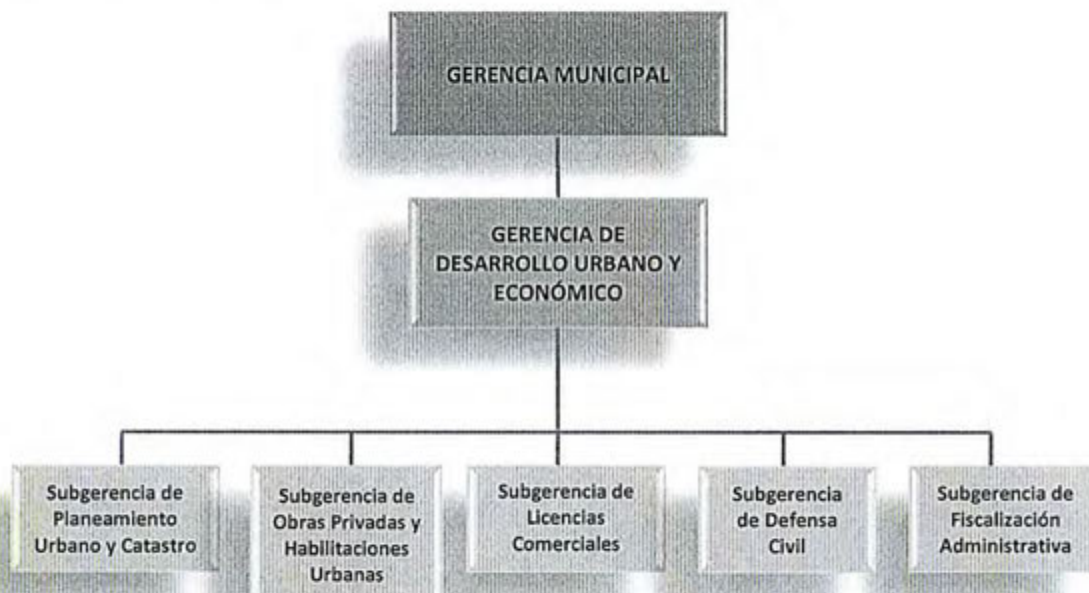 GERENCIA MUNICIPAL
GERENCIA DE
DESARROLLO URBANO Y
ECONÓMICO
Subgerencia de
Planeamiento
Urbano y Catastro
Subgerencia de
Obras Privadas y
Habilitaciones
Urbanas
Subgerencia de
Licencias
Comerciales
Subgerencia
de Defensa
Civil
Subgerencia de
Fiscalización
Administrativa